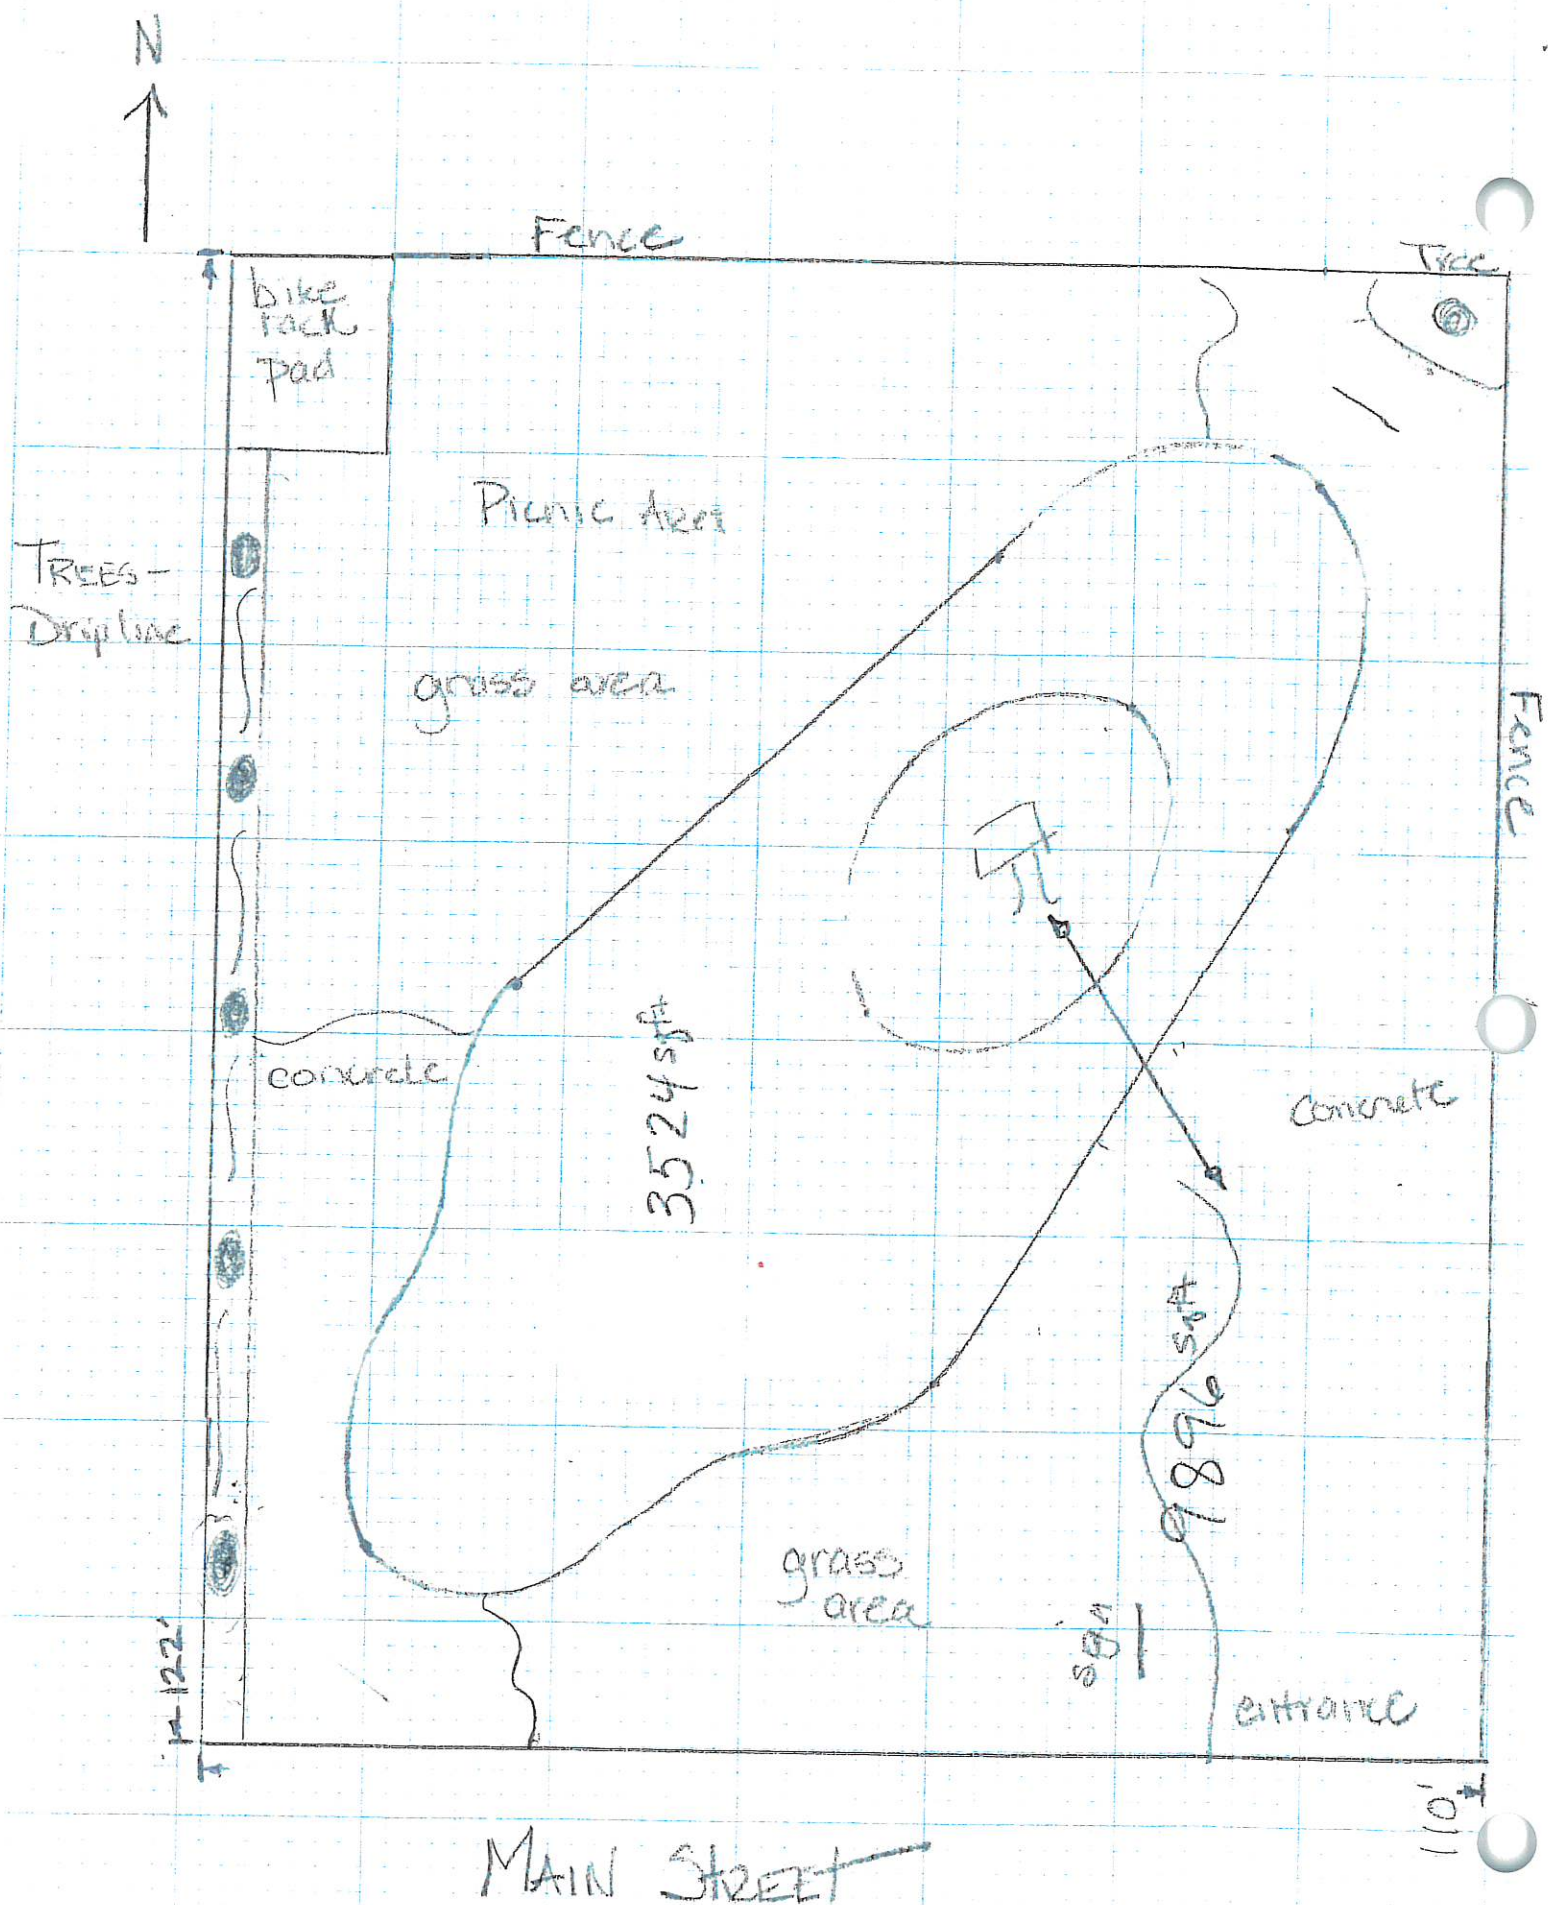 N
Fence
Tree
bike
rack
pad
Picnic Area
TREES-
Dripline
grass area
Fence
3524 sqft
concrete
concrete
9896 sqft
grass
area
sign
122'
entrance
110'
MAIN STREET